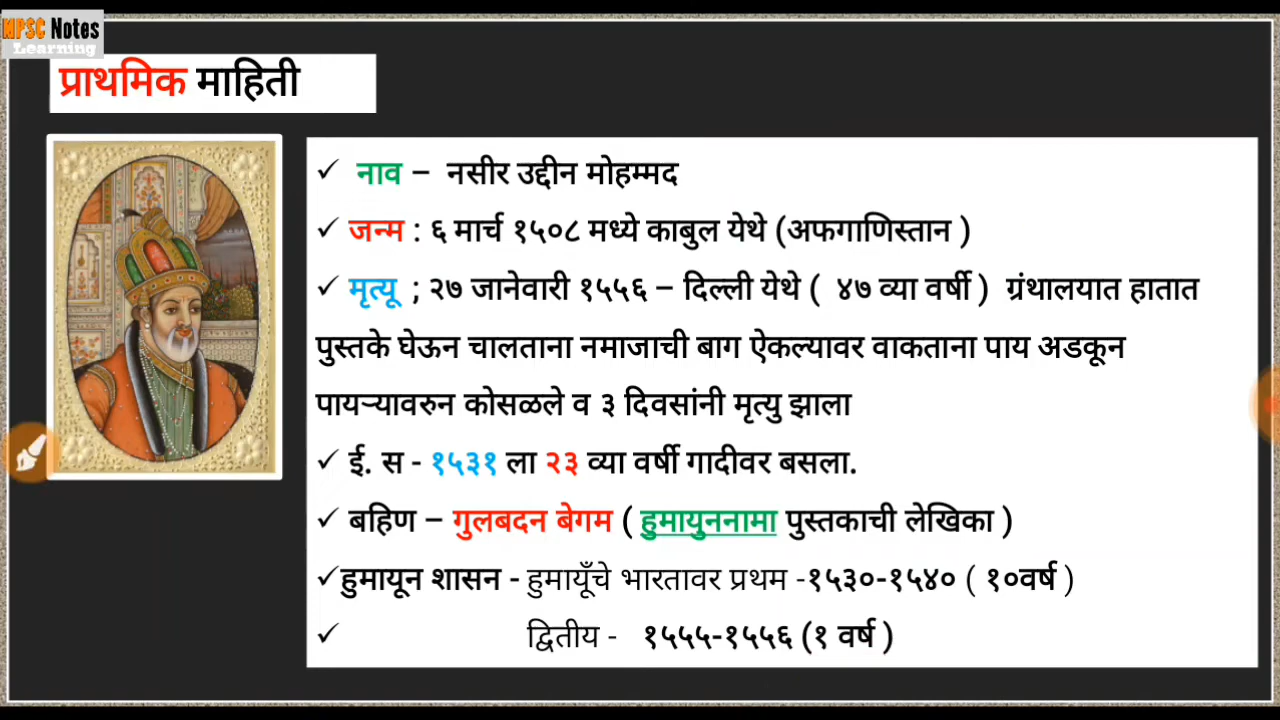 MPSC Notes
Learning
प्राथमिक माहिती
✓ नाव – नसीर उद्दीन मोहम्मद
✓ जन्म : ६ मार्च १५०८ मध्ये काबुल येथे (अफगाणिस्तान )
✓ मृत्यू ; २७ जानेवारी १५५६ – दिल्ली येथे ( ४७ व्या वर्षी ) ग्रंथालयात हातात
पुस्तके घेऊन चालताना नमाजाची बाग ऐकल्यावर वाकताना पाय अडकून
पायऱ्यावरुन कोसळले व ३ दिवसांनी मृत्यु झाला
✓ ई. स - १५३१ ला २३ व्या वर्षी गादीवर बसला.
✓ बहिण – गुलबदन बेगम ( हुमायुननामा पुस्तकाची लेखिका )
✓हुमायून शासन - हुमायूँचे भारतावर प्रथम -१५३०-१५४० ( १०वर्ष )
✓ द्वितीय - १५५५-१५५६ (१ वर्ष )